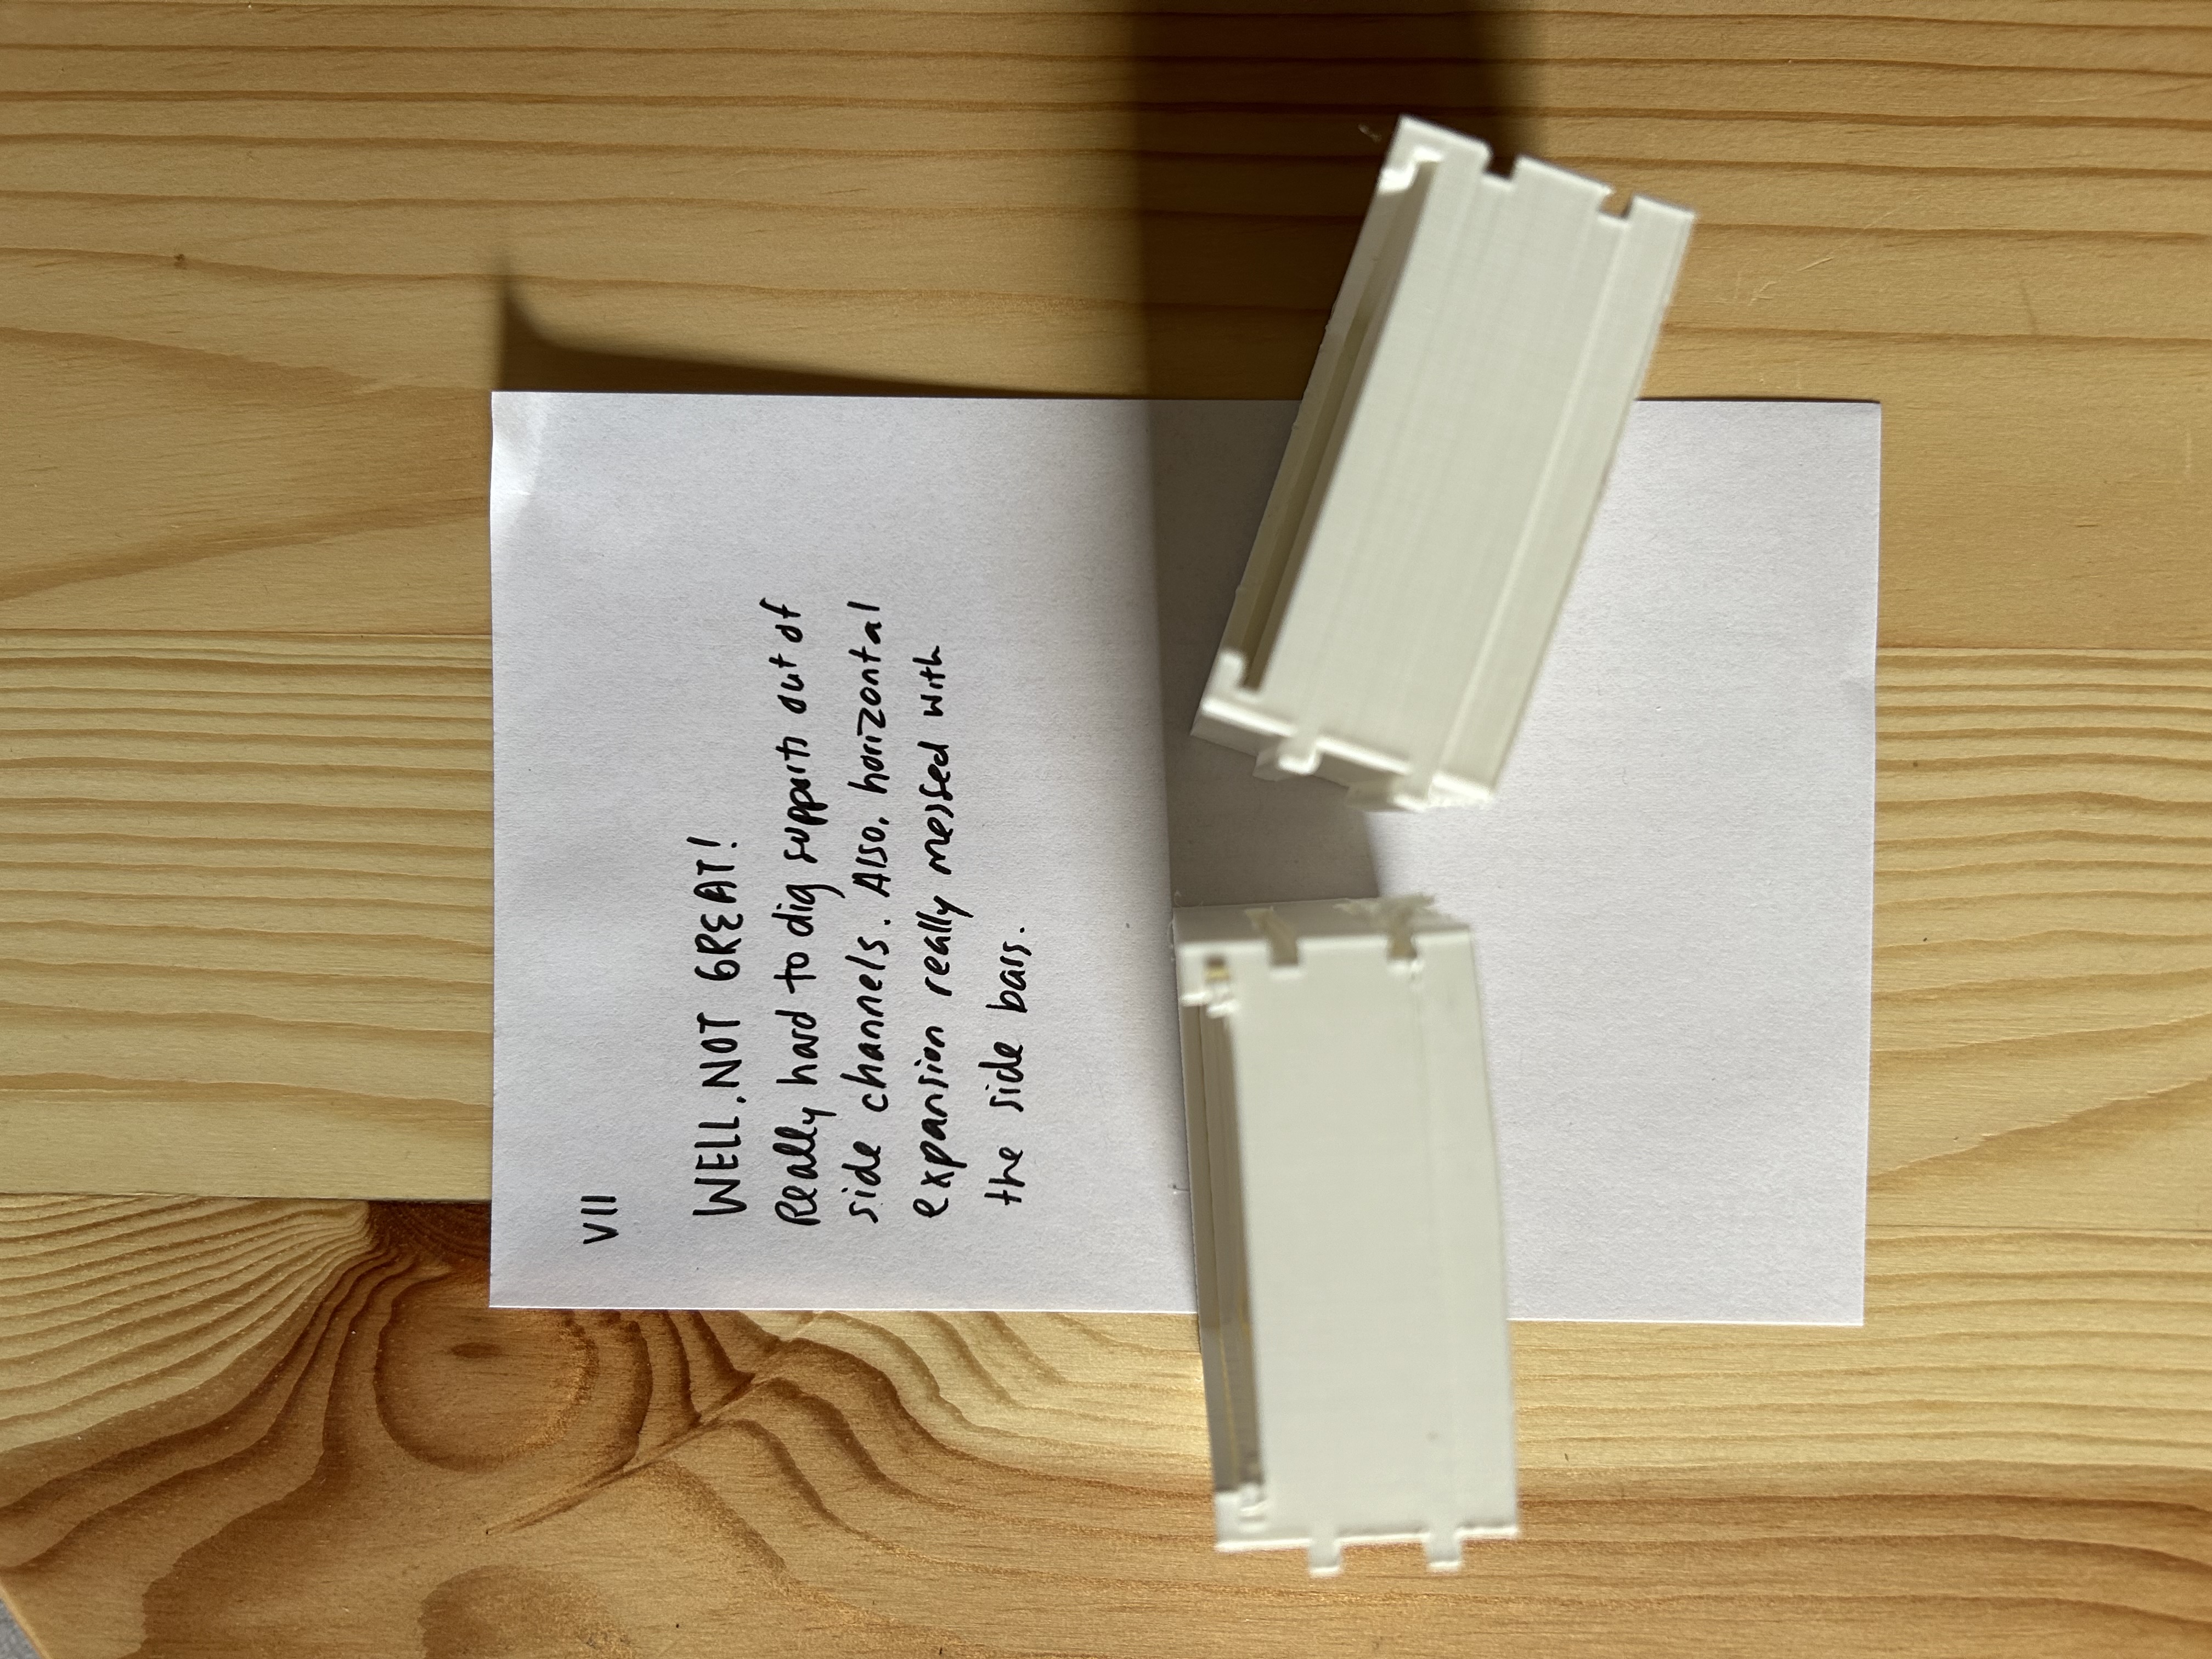 VII
WELL, NOT GREAT!
Really hard to dig supports out of
side channels. Also, horizontal
expansion really messed with
the side bars.